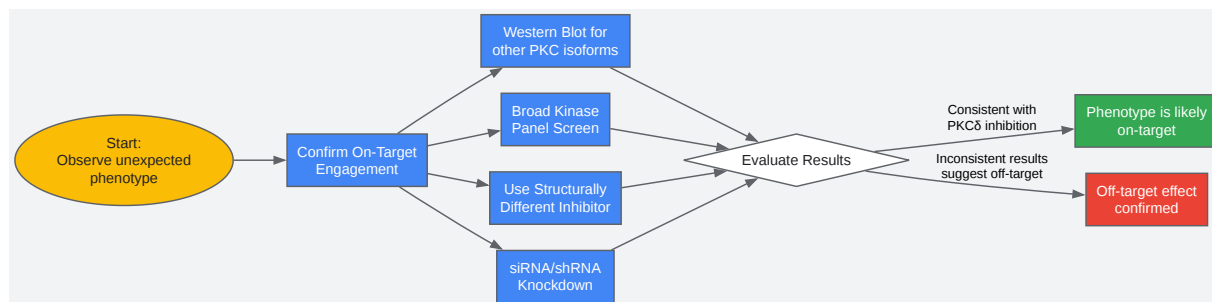 Start:
Observe unexpected
phenotype
Confirm On-Target
Engagement
Western Blot for
other PKC isoforms
Broad Kinase
Panel Screen
Use Structurally
Different Inhibitor
siRNA/shRNA
Knockdown
Evaluate Results
Consistent with
PKCδ inhibition
Inconsistent results
suggest off-target
Phenotype is likely
on-target
Off-target effect
confirmed